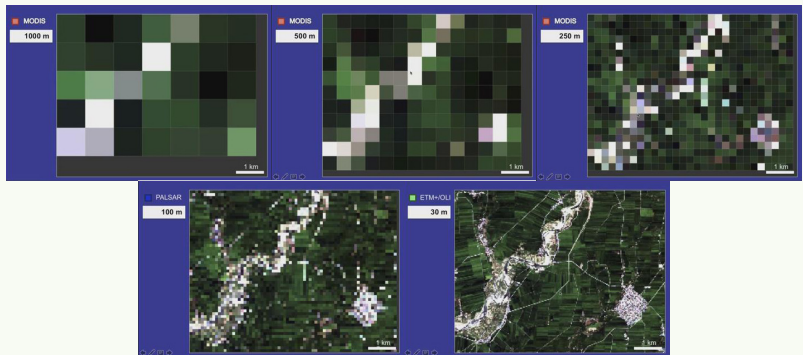 MODIS
1000 m
1 km
MODIS
500 m
1 km
MODIS
250 m
1 km
PALSAR
100 m
1 km
ETM+/OLI
30 m
1 km